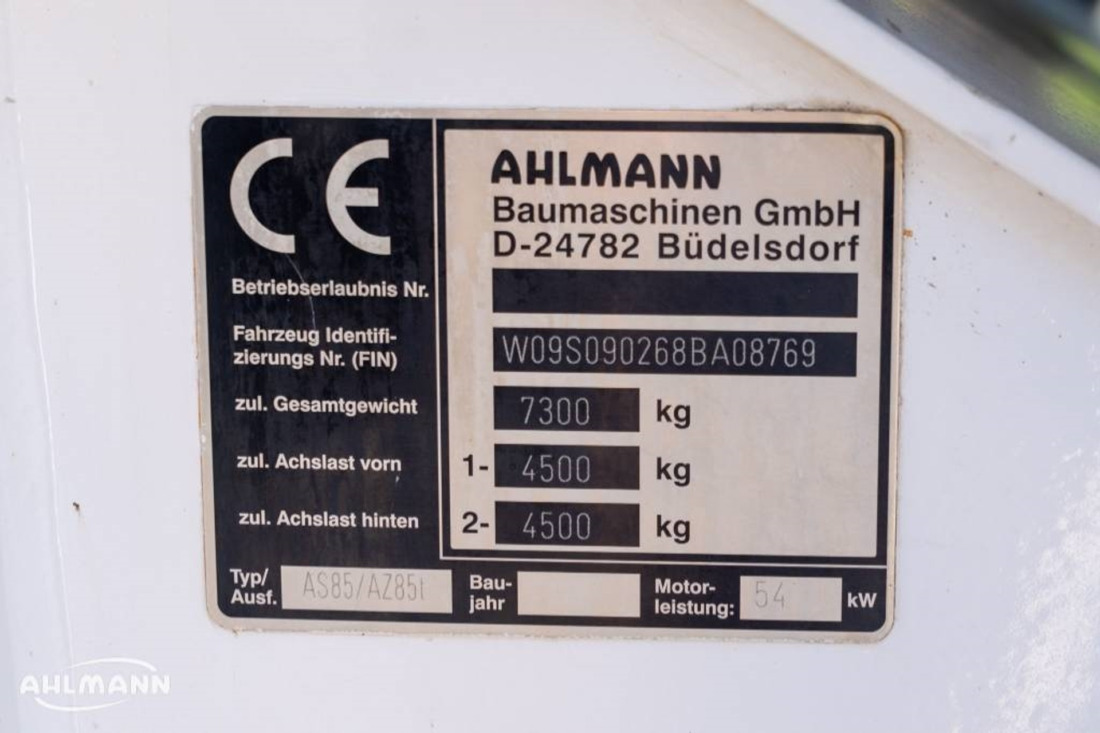 CE
AHLMANN
Baumaschinen GmbH
D-24782 Büdelsdorf
Betriebserlaubnis Nr.
Fahrzeug Identifi-
zierungs Nr. (FIN) W09S090268BA08769
zul. Gesamtgewicht 7300 kg
zul. Achslast vorn 1- 4500 kg
zul. Achslast hinten 2- 4500 kg
Typ/
Ausf. AS85/AZ85t
Bau-
jahr
Motor-
leistung: 54 kW
AHLMANN